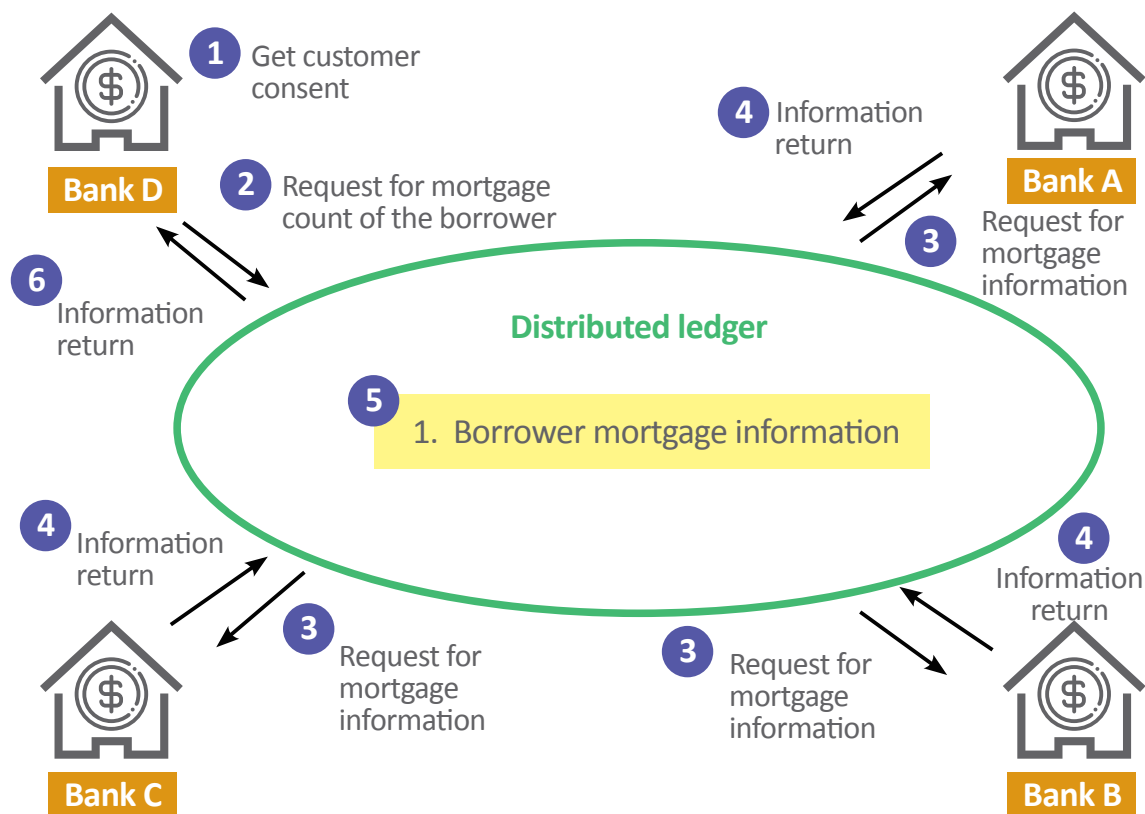 1
Get customer
consent
Bank D
2
Request for mortgage
count of the borrower
4
Information
return
Bank A
3
Request for
mortgage
information
6
Information
return
Distributed ledger
5
1. Borrower mortgage information
4
Information
return
3
Request for
mortgage
information
Bank C
3
Request for
mortgage
information
4
Information
return
Bank B
$
$
$
$